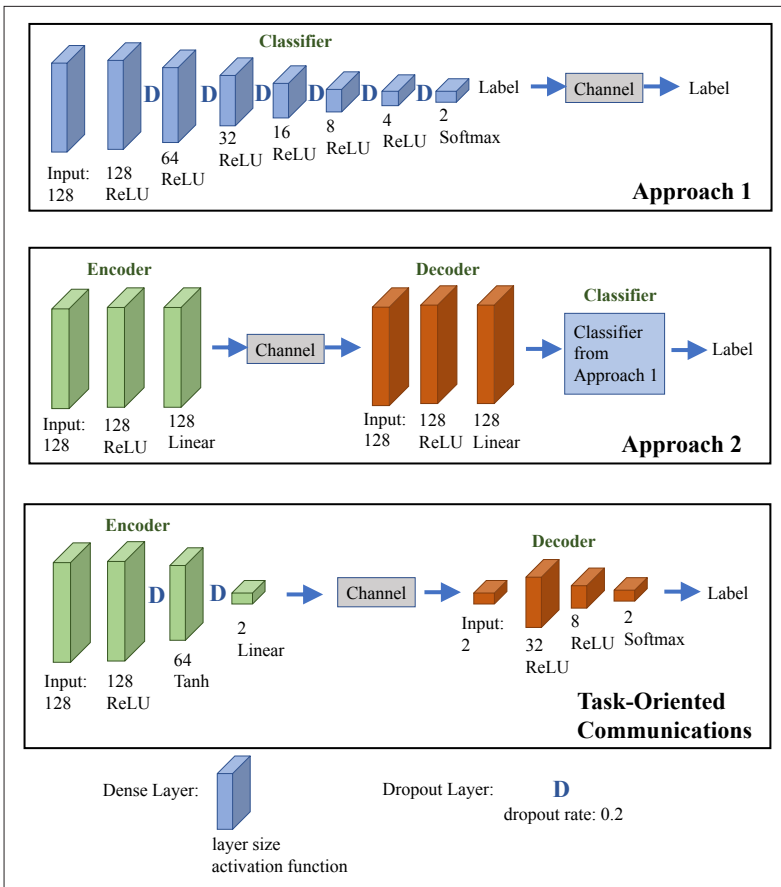 Classifier
D D D D D D
Label Channel Label
Input:
128
128
ReLU
64
ReLU
32
ReLU
16
ReLU
8
ReLU
4
ReLU
2
Softmax
Approach 1
Encoder
Input:
128
128
ReLU
128
Linear
Channel
Decoder
Input:
128
128
ReLU
128
Linear
Classifier
Classifier
from
Approach 1
Label
Approach 2
Encoder
D D
Input:
128
128
ReLU
64
Tanh
2
Linear
Channel
Decoder
Input:
2
32
ReLU
8
ReLU
2
Softmax
Label
Task-Oriented
Communications
Dense Layer:
layer size
activation function
Dropout Layer: D
dropout rate: 0.2